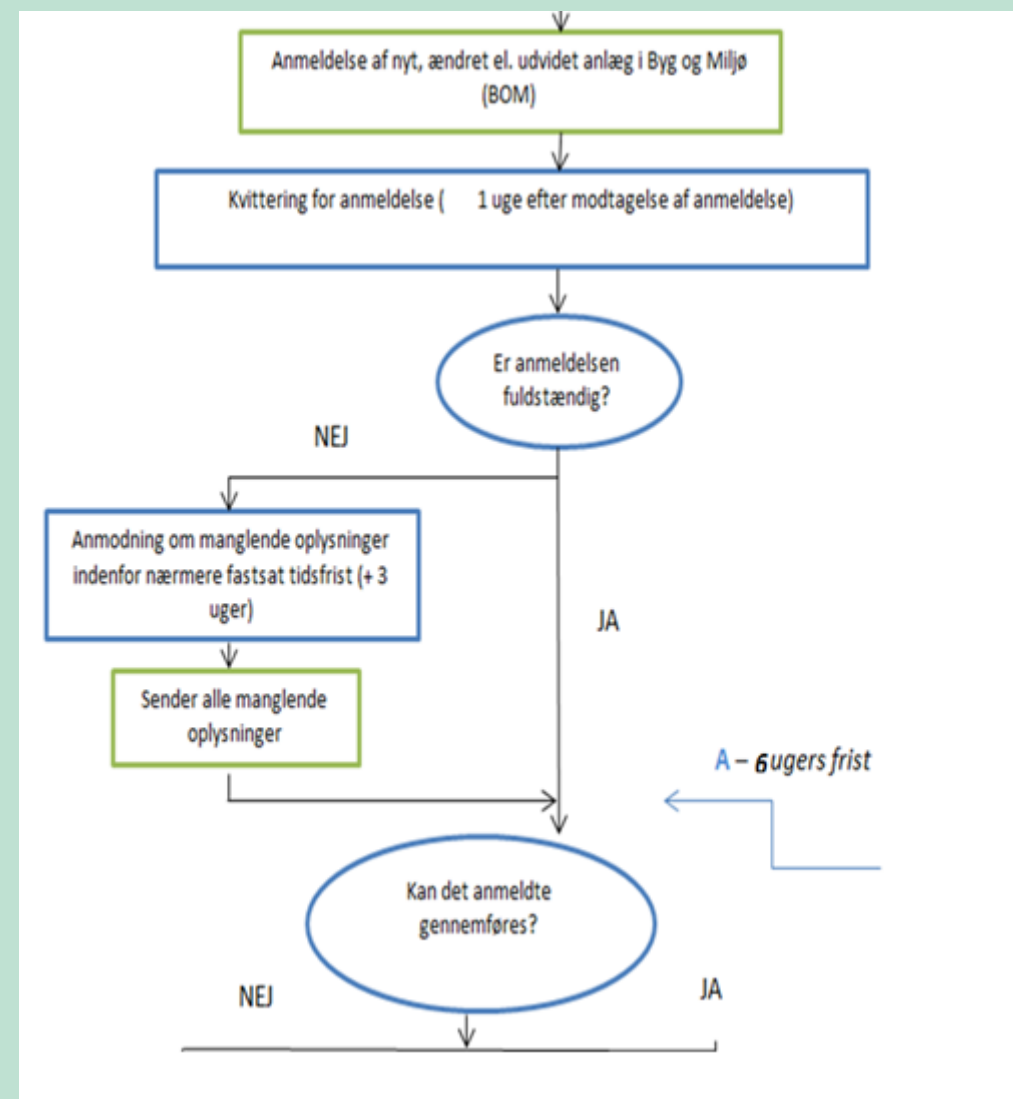 Anmeldelse af nyt, ændret el. udvidet anlæg i Byg og Miljø
(BOM)
Kvittering for anmeldelse ( 1 uge efter modtagelse af anmeldelse)
Er anmeldelsen
fuldstændig?
NEJ
Anmodning om manglende oplysninger
indenfor nærmere fastsat tidsfrist (+ 3
uger)
JA
Sender alle manglende
oplysninger
A – 6 ugers frist
Kan det anmeldte
gennemføres?
NEJ
JA